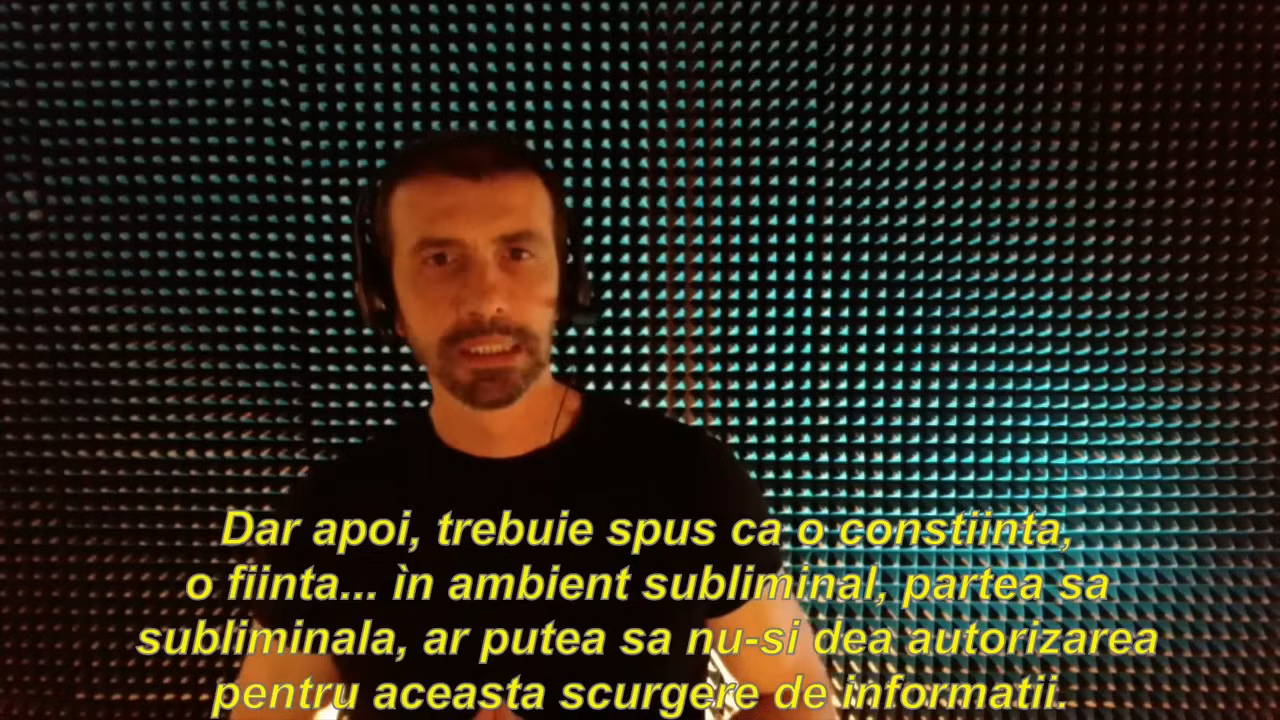 Dar apoi, trebuie spus ca o constiinta,
o fiinta... ìn ambient subliminal, partea sa
subliminala, ar putea sa nu-si dea autorizarea
pentru aceasta scurgere de informatii.